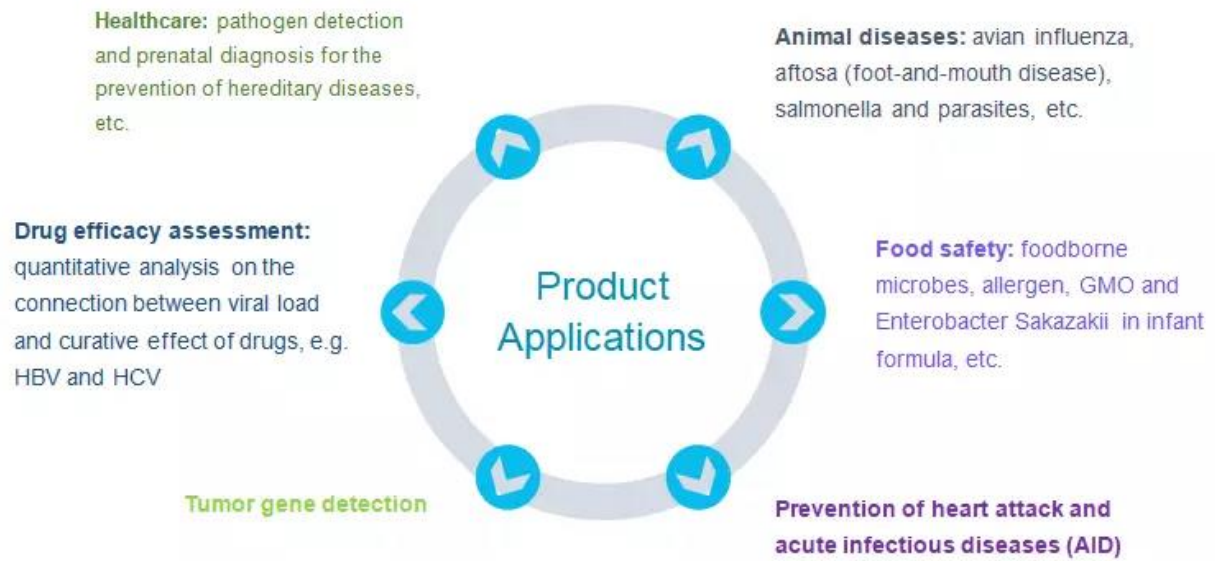 Healthcare: pathogen detection
and prenatal diagnosis for the
prevention of hereditary diseases,
etc.
Animal diseases: avian influenza,
aftosa (foot-and-mouth disease),
salmonella and parasites, etc.
Drug efficacy assessment:
quantitative analysis on the
connection between viral load
and curative effect of drugs, e.g.
HBV and HCV
Product
Applications
Food safety: foodborne
microbes, allergen, GMO and
Enterobacter Sakazakii in infant
formula, etc.
Tumor gene detection
Prevention of heart attack and
acute infectious diseases (AID)